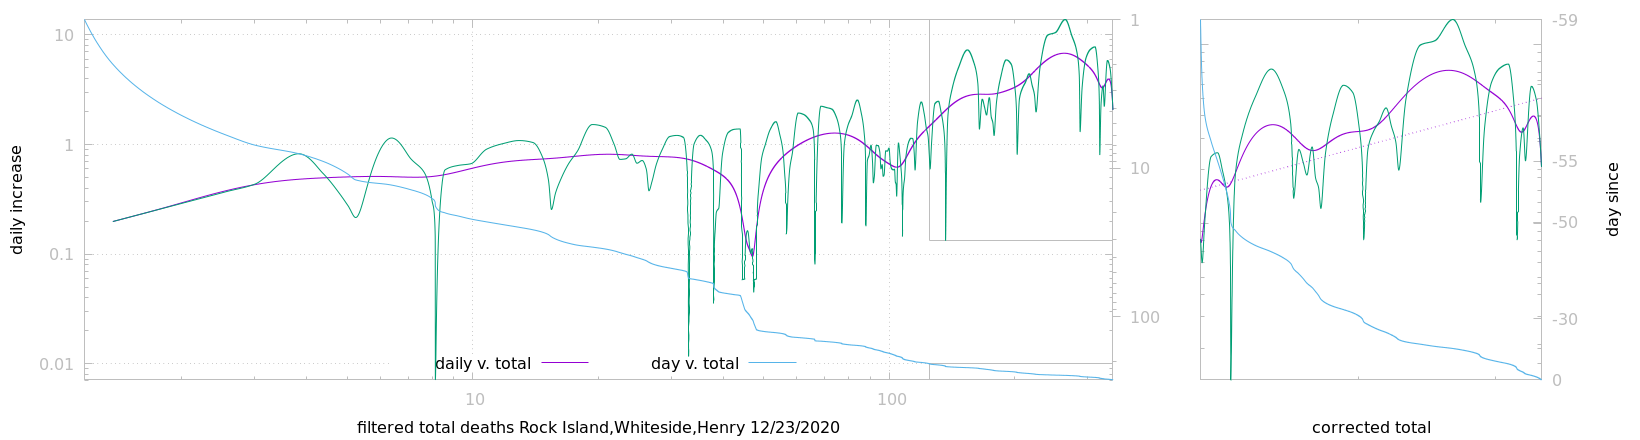 10
1
0.1
0.01
daily increase
10
100
1
10
100
daily v. total
day v. total
filtered total deaths Rock Island,Whiteside,Henry 12/23/2020
-59
-55
-50
-30
0
day since
corrected total